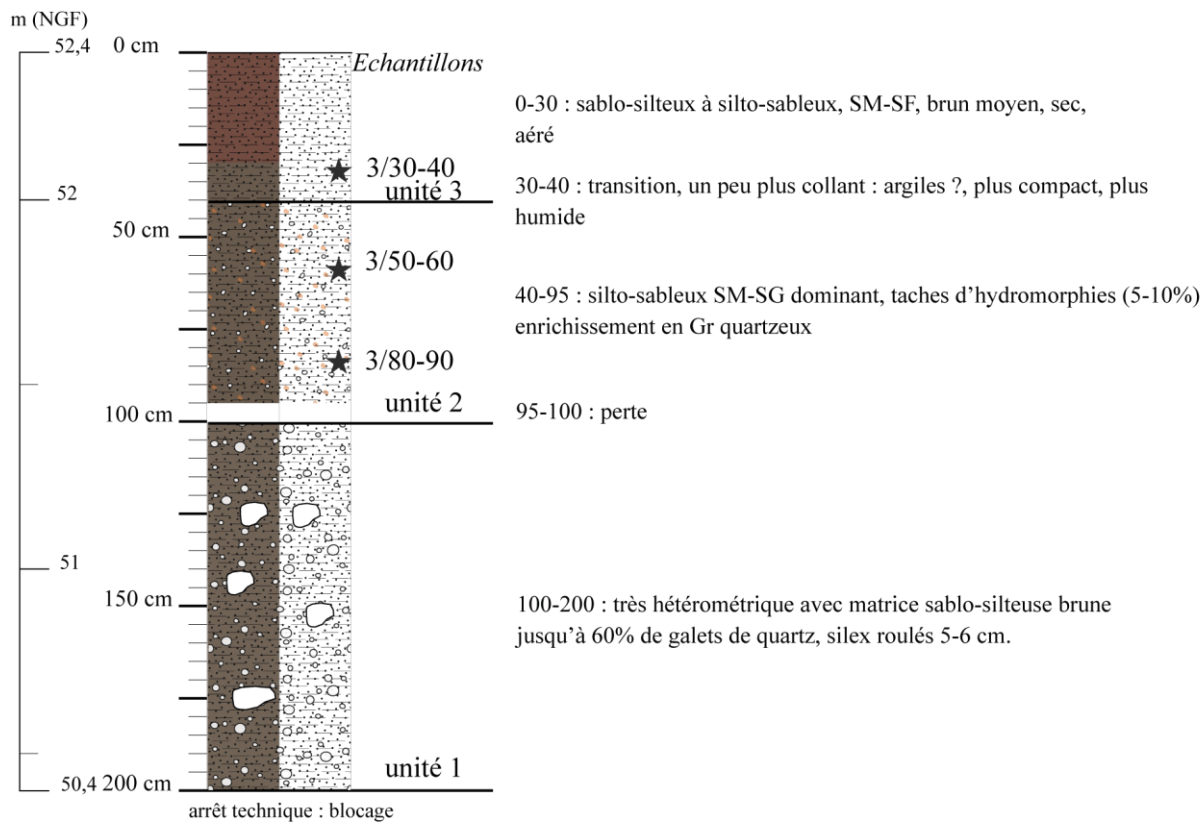 m (NGF)
52,4
0 cm
Echantillons
0-30 : sablo-silteux à silto-sableux, SM-SF, brun moyen, sec,
aéré
3/30-40
unité 3
30-40 : transition, un peu plus collant : argiles ?, plus compact, plus
humide
52
50 cm
3/50-60
40-95 : silto-sableux SM-SG dominant, taches d’hydromorphies (5-10%)
enrichissement en Gr quartzeux
3/80-90
unité 2
95-100 : perte
100 cm
51
150 cm
100-200 : très hétérométrique avec matrice sablo-silteuse brune
jusqu’à 60% de galets de quartz, silex roulés 5-6 cm.
unité 1
50,4
200 cm
arrêt technique : blocage